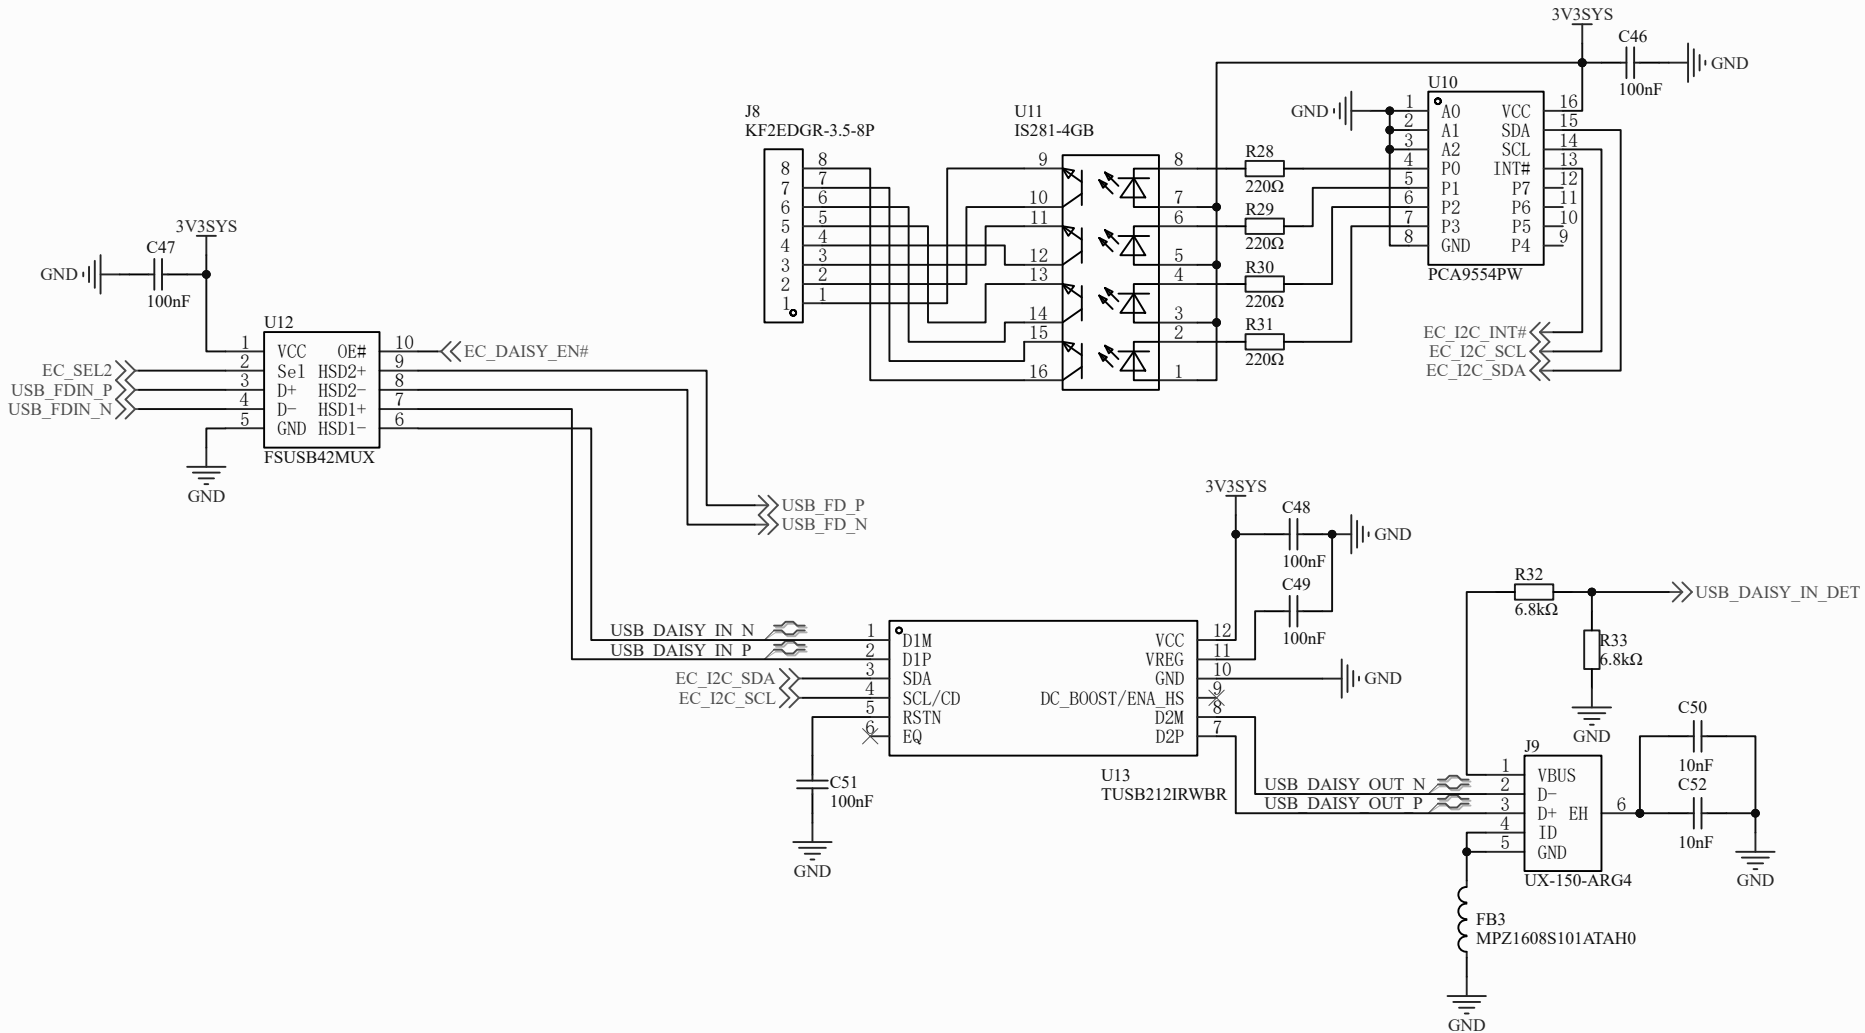 3V3SYS
C46
GND
100nF
J8
KF2EDGR-3.5-8P
8
7
6
5
4
3
2
1
8
7
6
5
4
3
2
1
U11
IS281-4GB
9
10
11
12
13
14
15
16
8
7
6
5
4
3
2
1
R28
220Ω
R29
220Ω
R30
220Ω
R31
220Ω
GND
U10
1 A0 VCC 16
2 A1 SDA 15
3 A2 SCL 14
4 P0 INT# 13
5 P1 P7 12
6 P2 P6 11
7 P3 P5 10
8 GND P4 9
PCA9554PW
EC_I2C_INT#
EC_I2C_SCL
EC_I2C_SDA
3V3SYS
C47
GND
100nF
U12
1 VCC OE# 10 EC_DAISY_EN#
EC_SEL2 2 Sel HSD2+ 9
USB_FDIN_P 3 D+ HSD2- 8
USB_FDIN_N 4 D- HSD1+ 7
5 GND HSD1- 6
FSUSB42MUX
GND
USB_FD_P
USB_FD_N
3V3SYS
C48
GND
100nF
C49
100nF
USB_DAISY_IN_N 1 D1M VCC 12
USB_DAISY_IN_P 2 D1P VREG 11
EC_I2C_SDA 3 SDA GND 10 GND
EC_I2C_SCL 4 SCL/CD DC_BOOST/ENA_HS 9
5 RSTN D2M 8
6 EQ D2P 7
U13
TUSB212IRWBR
C51
100nF
GND
R32
6.8kΩ
USB_DAISY_IN_DET
R33
6.8kΩ
GND
J9
1 VBUS
USB_DAISY_OUT_N 2 D-
USB_DAISY_OUT_P 3 D+ EH 6
4 ID
5 GND
UX-150-ARG4
C50
10nF
C52
10nF
GND
FB3
MPZ1608S101ATAH0
GND